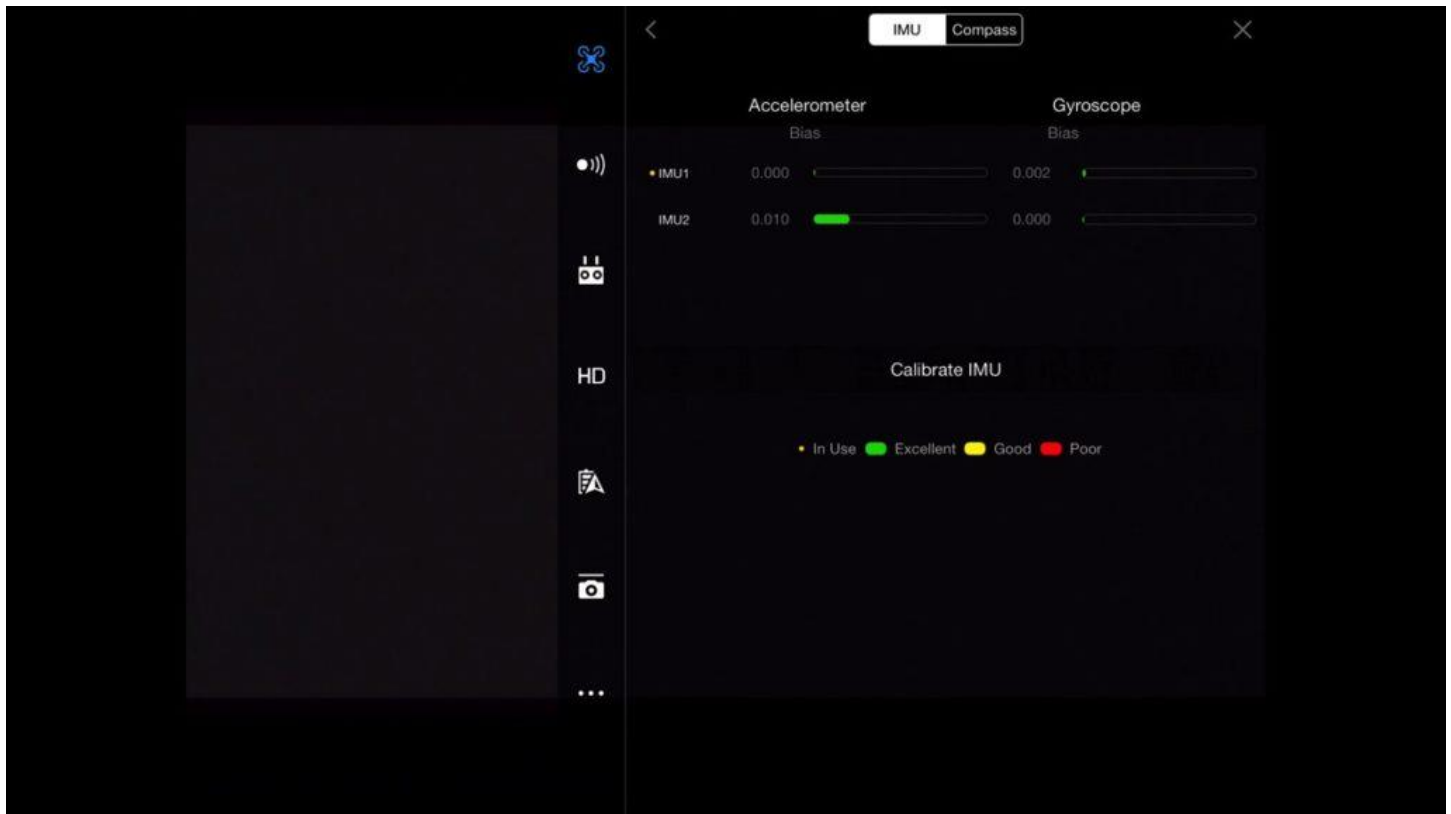 IMU Compass
Accelerometer Gyroscope
Bias Bias
IMU1 0.000 0.002
IMU2 0.010 0.000
HD
Calibrate IMU
In Use Excellent Good Poor